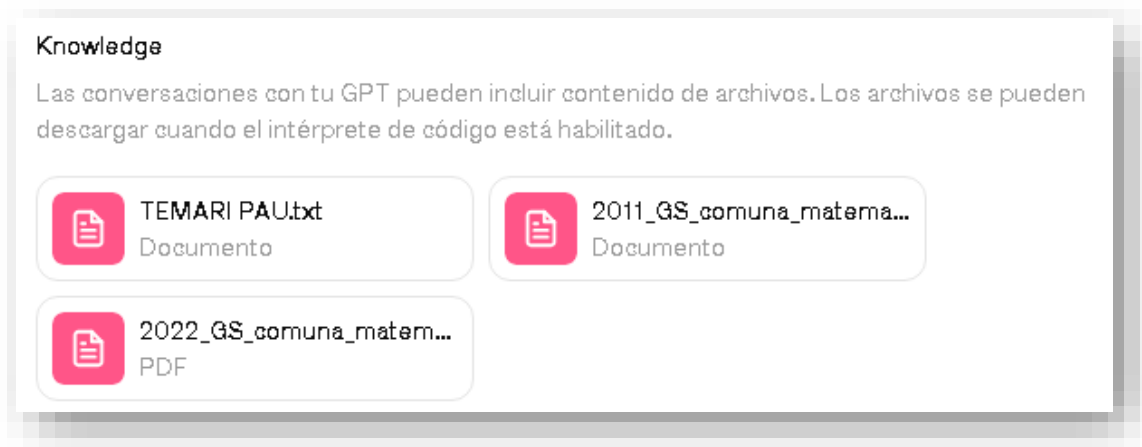 Knowledge
Las conversaciones con tu GPT pueden incluir contenido de archivos. Los archivos se pueden
descargar cuando el intérprete de código está habilitado.
TEMARI PAU.txt
Documento
2011_GS_comuna_matema...
Documento
2022_GS_comuna_matem...
PDF